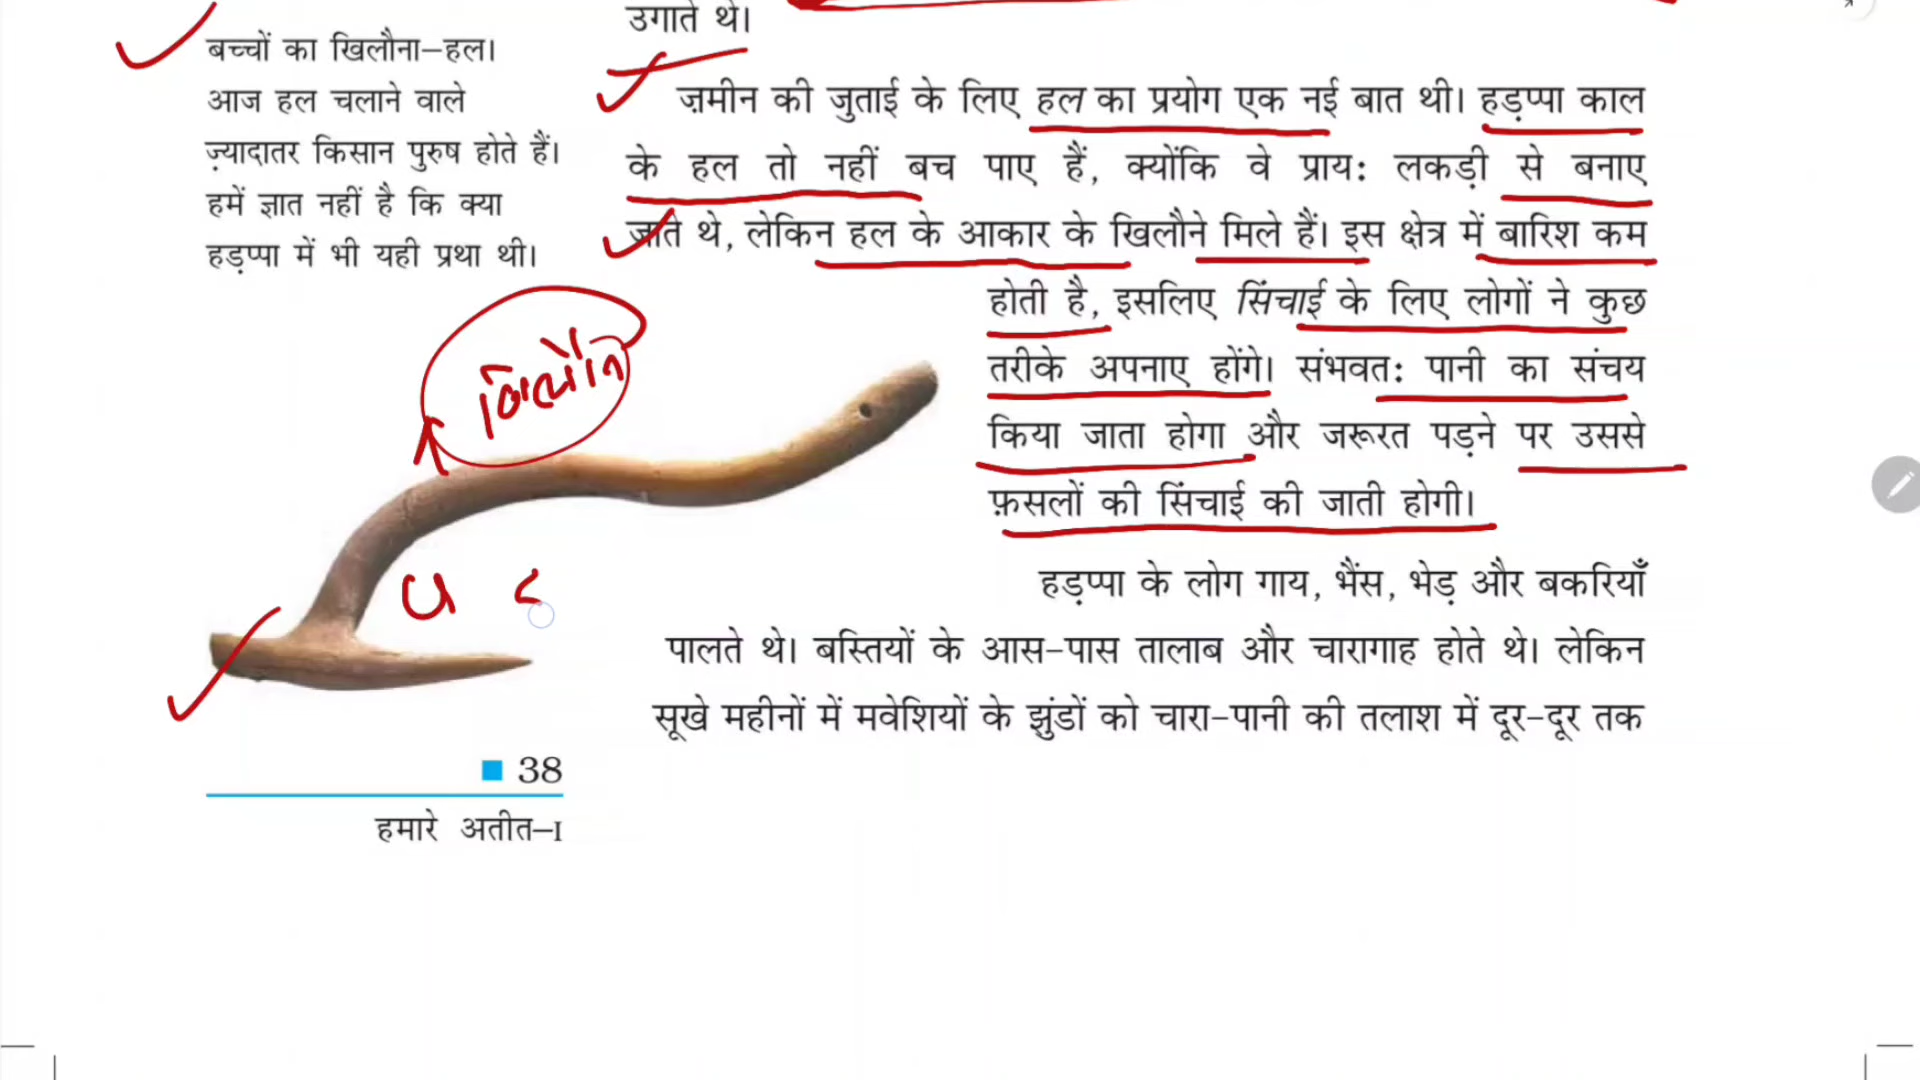 बच्चों का खिलौना–हल।
आज हल चलाने वाले
ज़्यादातर किसान पुरुष होते हैं।
हमें ज्ञात नहीं है कि क्या
हड़प्पा में भी यही प्रथा थी।
उगाते थे।
ज़मीन की जुताई के लिए हल का प्रयोग एक नई बात थी। हड़प्पा काल
के हल तो नहीं बच पाए हैं, क्योंकि वे प्राय: लकड़ी से बनाए
जाते थे, लेकिन हल के आकार के खिलौने मिले हैं। इस क्षेत्र में बारिश कम
होती है, इसलिए सिंचाई के लिए लोगों ने कुछ
तरीके अपनाए होंगे। संभवत: पानी का संचय
किया जाता होगा और जरूरत पड़ने पर उससे
फ़सलों की सिंचाई की जाती होगी।
हड़प्पा के लोग गाय, भैंस, भेड़ और बकरियाँ
पालते थे। बस्तियों के आस-पास तालाब और चारागाह होते थे। लेकिन
सूखे महीनों में मवेशियों के झुंडों को चारा-पानी की तलाश में दूर-दूर तक
38
हमारे अतीत–I